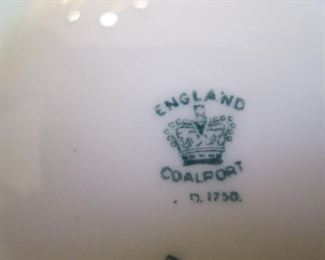 ENGLAND
COALPORT
D. 1750.